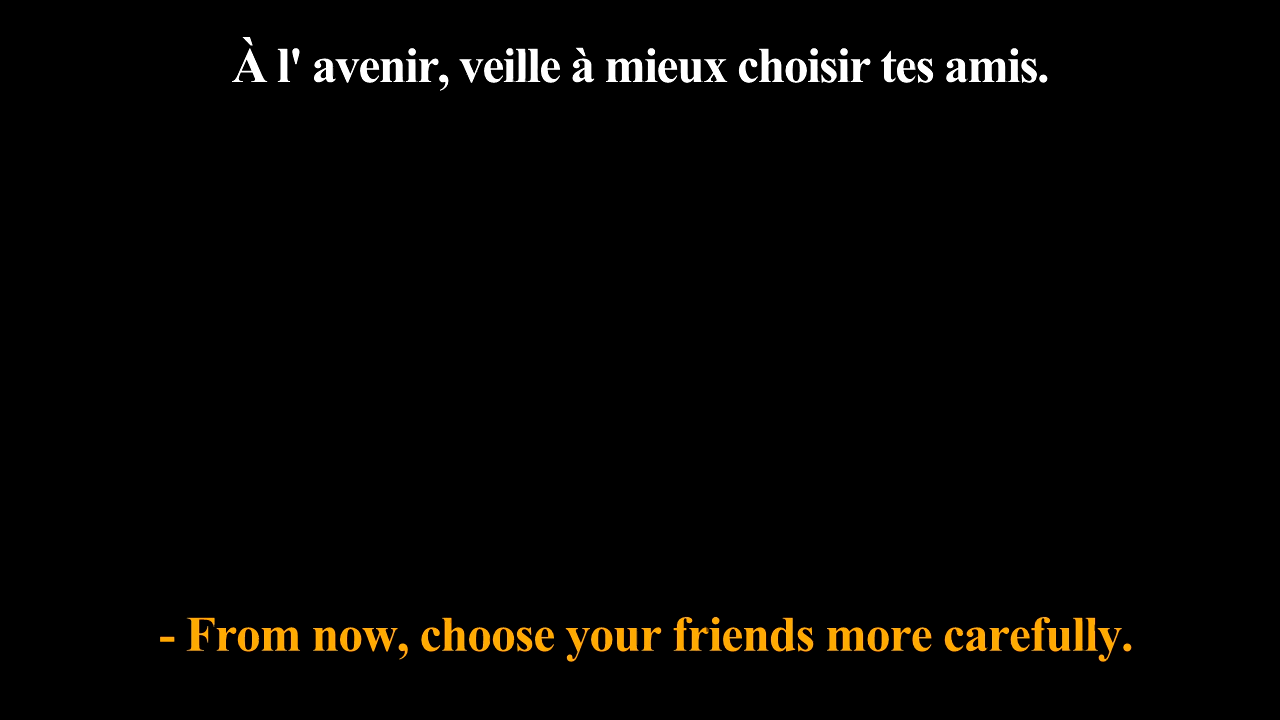 À l' avenir, veille à mieux choisir tes amis.
- From now, choose your friends more carefully.